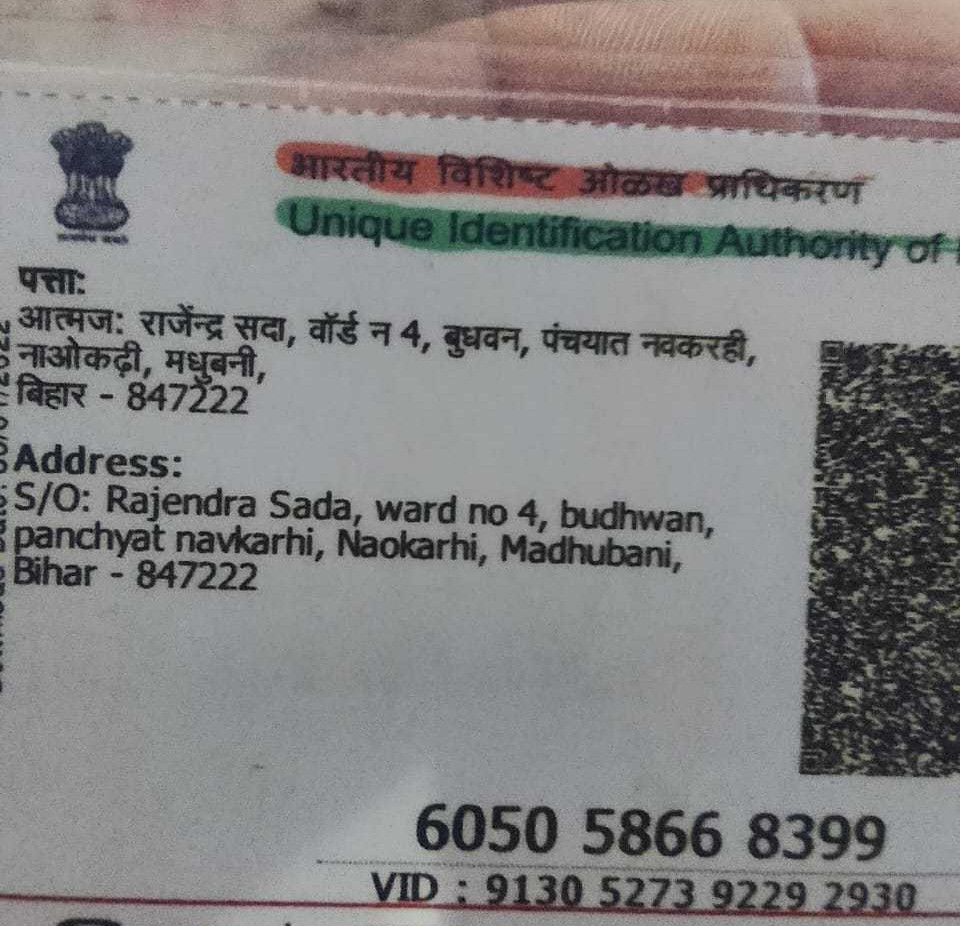 भारतीय विशिष्ट ओळख प्राधिकरण
Unique Identification Authority of
पत्ता:
आत्मज: राजेंन्द्र सदा, वॉर्ड न 4, बुधवन, पंचयात नवकरही,
नाओकढ़ी, मधुबनी,
बिहार - 847222
Address:
S/O: Rajendra Sada, ward no 4, budhwan,
panchyat navkarhi, Naokarhi, Madhubani,
Bihar - 847222
6050 5866 8399
VID : 9130 5273 9229 2930